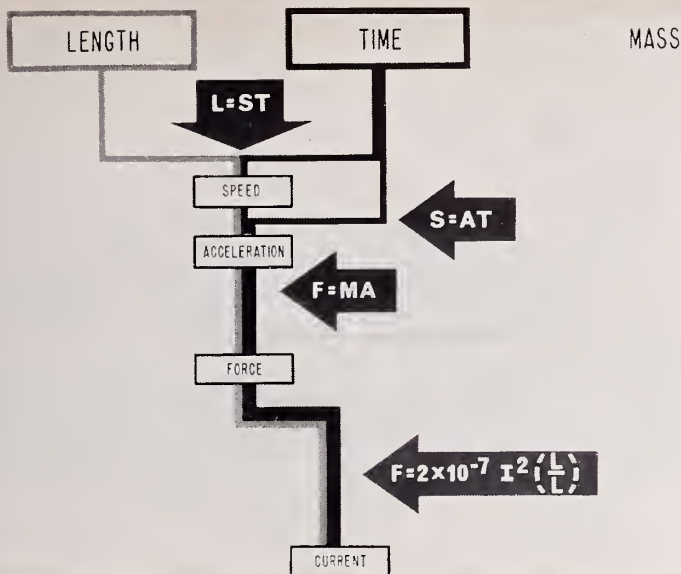 LENGTH
TIME
MASS
L=ST
SPEED
S=AT
ACCELERATION
F=MA
FORCE
F=2×10⁻⁷ I² (L/L)
CURRENT